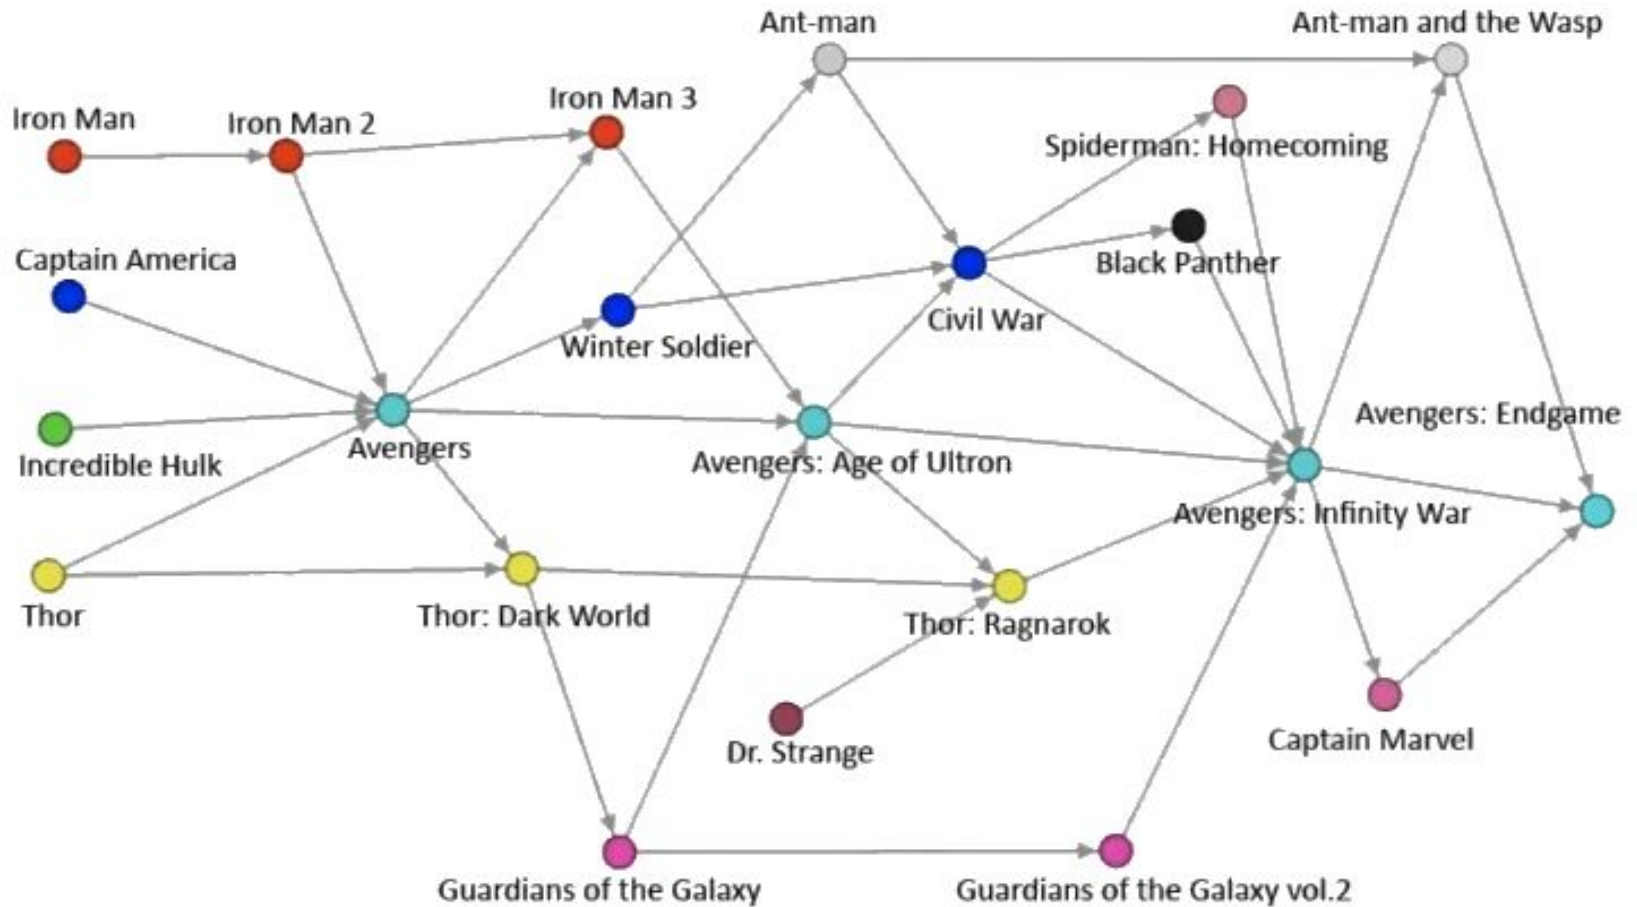 Ant-man
Ant-man and the Wasp
Iron Man
Iron Man 2
Iron Man 3
Spiderman: Homecoming
Captain America
Black Panther
Winter Soldier
Civil War
Avengers: Endgame
Incredible Hulk
Avengers
Avengers: Age of Ultron
Avengers: Infinity War
Thor
Thor: Dark World
Thor: Ragnarok
Dr. Strange
Captain Marvel
Guardians of the Galaxy
Guardians of the Galaxy vol.2